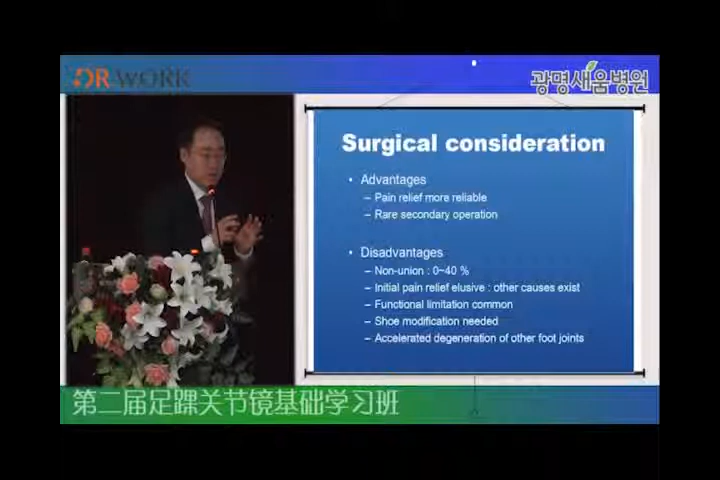 DR WORK
광명새움병원
Surgical consideration
• Advantages
– Pain relief more reliable
– Rare secondary operation
• Disadvantages
– Non-union : 0~40 %
– Initial pain relief elusive : other causes exist
– Functional limitation common
– Shoe modification needed
– Accelerated degeneration of other foot joints
第二届足踝关节镜基础学习班